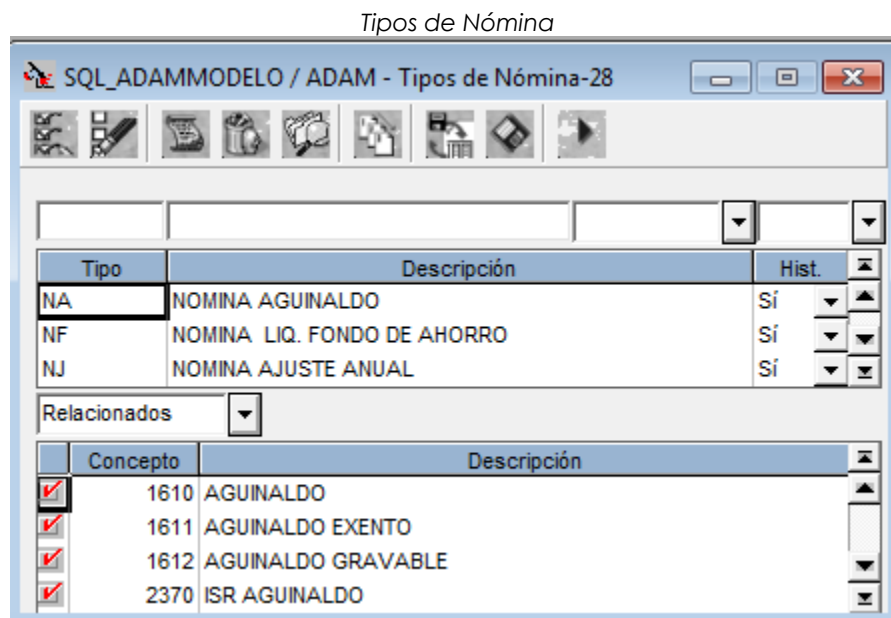 Tipos de Nómina
SQL_ADAMMODELO / ADAM - Tipos de Nómina-28
Tipo Descripción Hist.
NA NOMINA AGUINALDO Sí
NF NOMINA LIQ. FONDO DE AHORRO Sí
NJ NOMINA AJUSTE ANUAL Sí
Relacionados
Concepto Descripción
1610 AGUINALDO
1611 AGUINALDO EXENTO
1612 AGUINALDO GRAVABLE
2370 ISR AGUINALDO